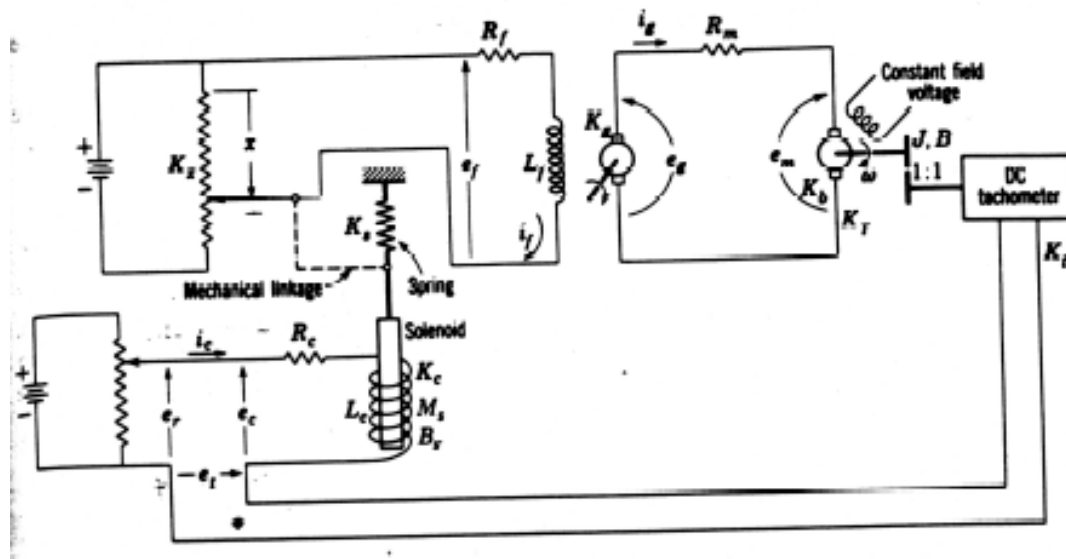 R_f
i_g
R_m
Constant field
voltage
+
-
K_x
x
e_f
L_f
K_g
e_g
e_m
J, B
1:1
ω
K_b
K_T
DC
tachometer
K_s
i_f
Mechanical linkage
Spring
Solenoid
K_t
i_c
R_c
+
-
e_r
e_c
L_c
K_c
M_s
B_s
- e_t
+